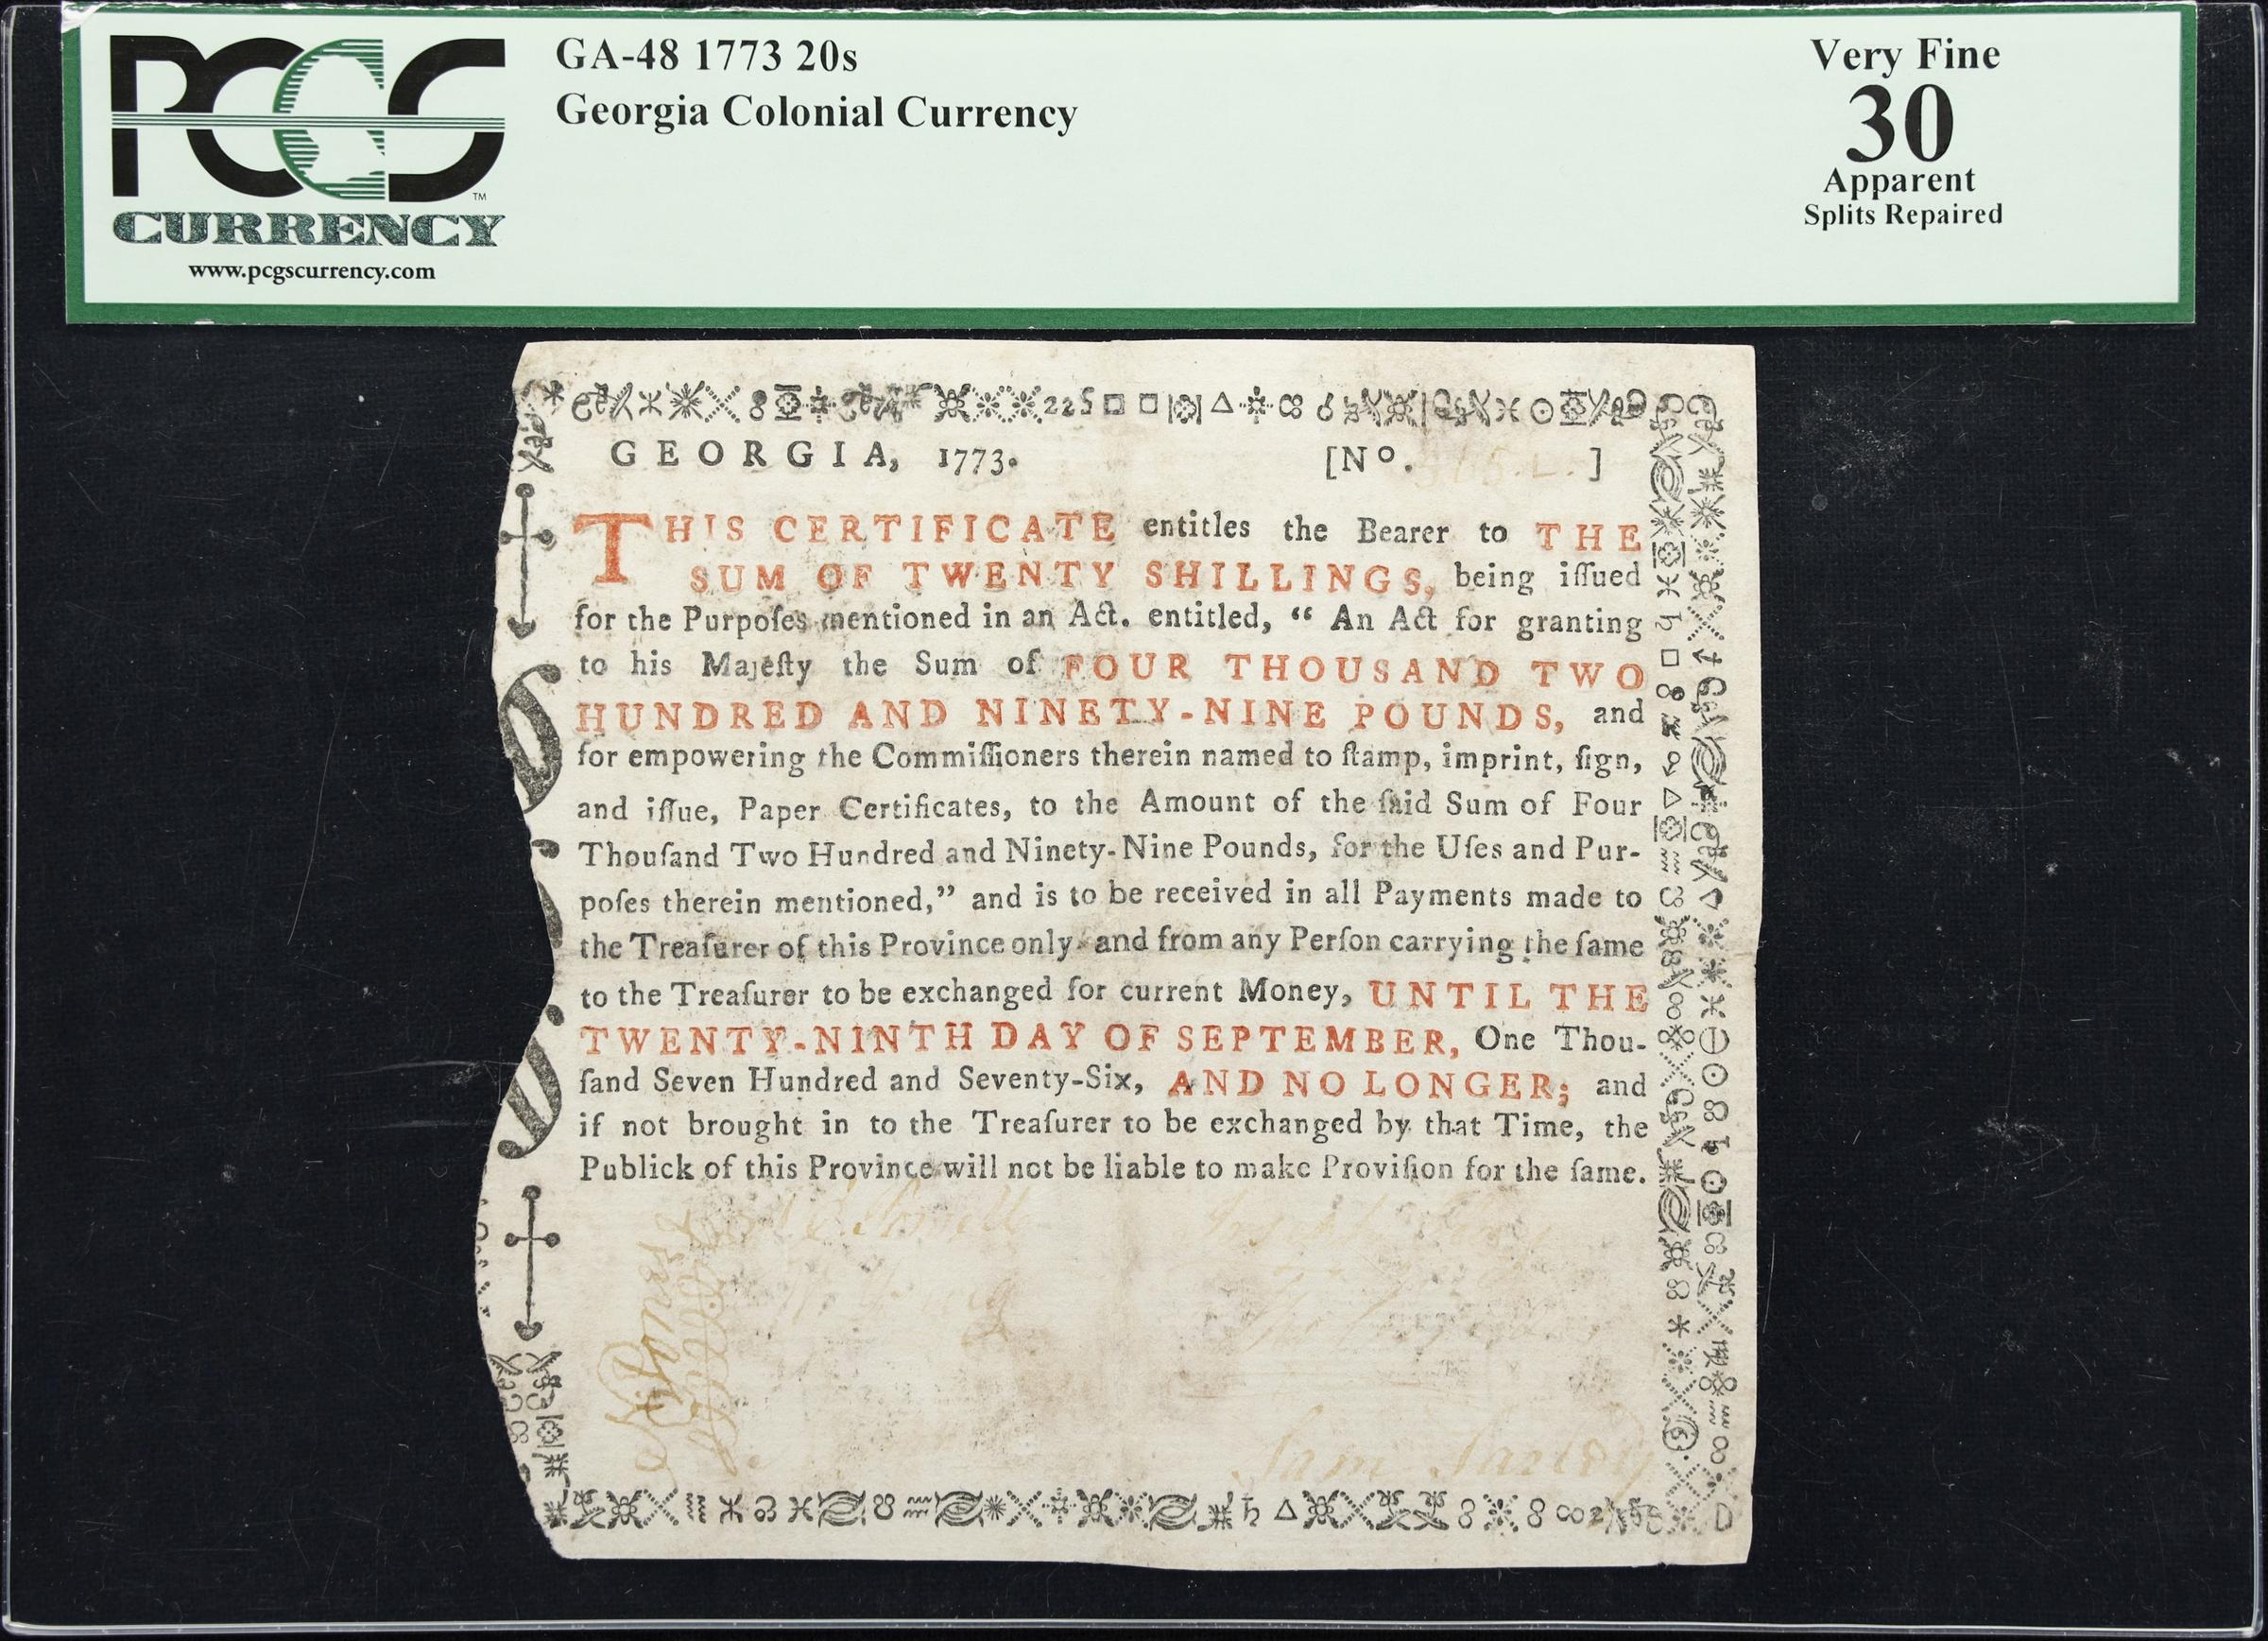 PCGS
™
CURRENCY
www.pcgscurrency.com
GA-48 1773 20s
Georgia Colonial Currency
Very Fine
30
Apparent
Splits Repaired
GEORGIA, 1773. [No. ]
THIS CERTIFICATE entitles the Bearer to THE
SUM OF TWENTY SHILLINGS, being iſſued
for the Purpoſes mentioned in an Act. entitled, “ An Act for granting
to his Majeſty the Sum of FOUR THOUSAND TWO
HUNDRED AND NINETY-NINE POUNDS, and
for empowering the Commiſſioners therein named to ſtamp, imprint, ſign,
and iſſue, Paper Certificates, to the Amount of the ſaid Sum of Four
Thouſand Two Hundred and Ninety-Nine Pounds, for the Uſes and Pur-
poſes therein mentioned,” and is to be received in all Payments made to
the Treaſurer of this Province only and from any Perſon carrying the ſame
to the Treaſurer to be exchanged for current Money, UNTIL THE
TWENTY-NINTH DAY OF SEPTEMBER, One Thou-
ſand Seven Hundred and Seventy-Six, AND NO LONGER; and
if not brought in to the Treaſurer to be exchanged by that Time, the
Publick of this Province will not be liable to make Proviſion for the ſame.
D